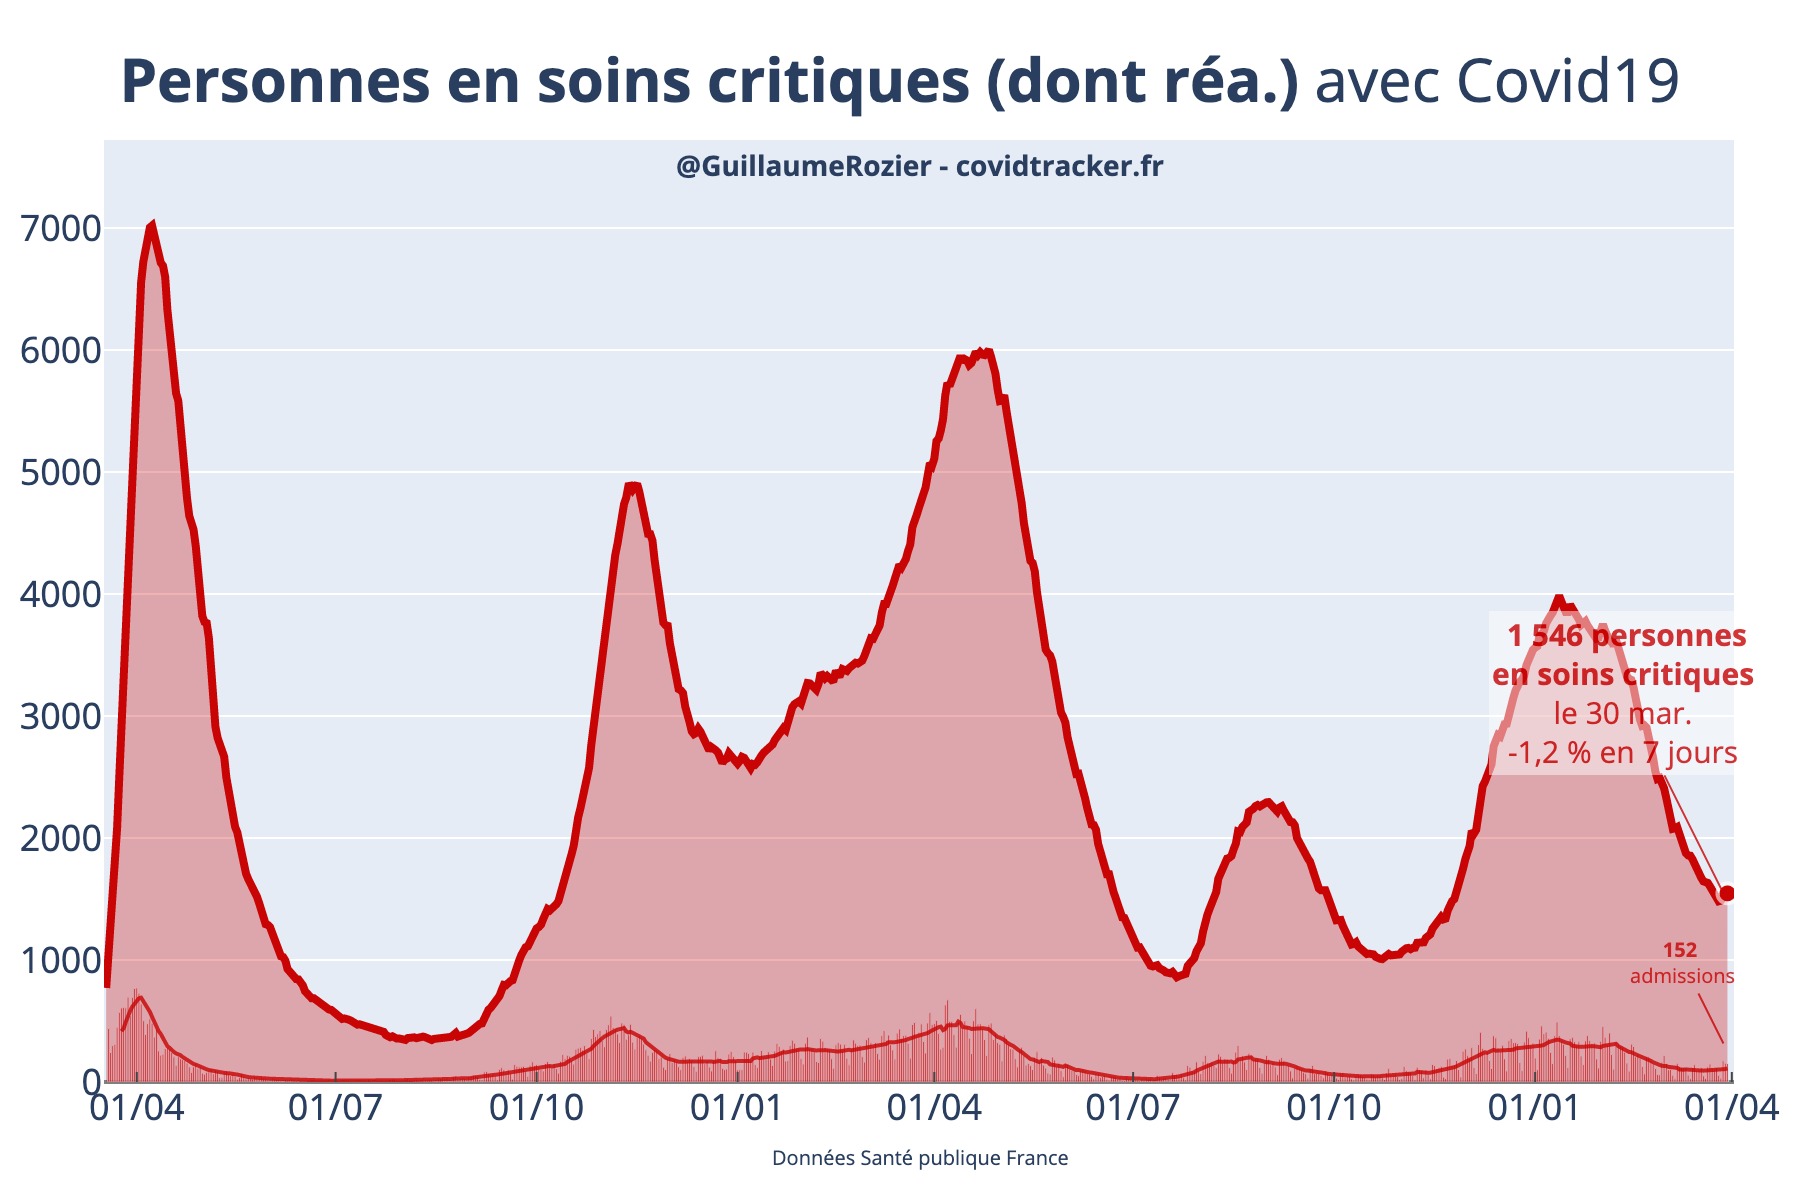 Personnes en soins critiques (dont réa.) avec Covid19
@GuillaumeRozier - covidtracker.fr
7000
6000
5000
4000
3000
2000
1000
0
1 546 personnes
en soins critiques
le 30 mar.
-1,2 % en 7 jours
152
admissions
01/04 01/07 01/10 01/01 01/04 01/07 01/10 01/01 01/04
Données Santé publique France